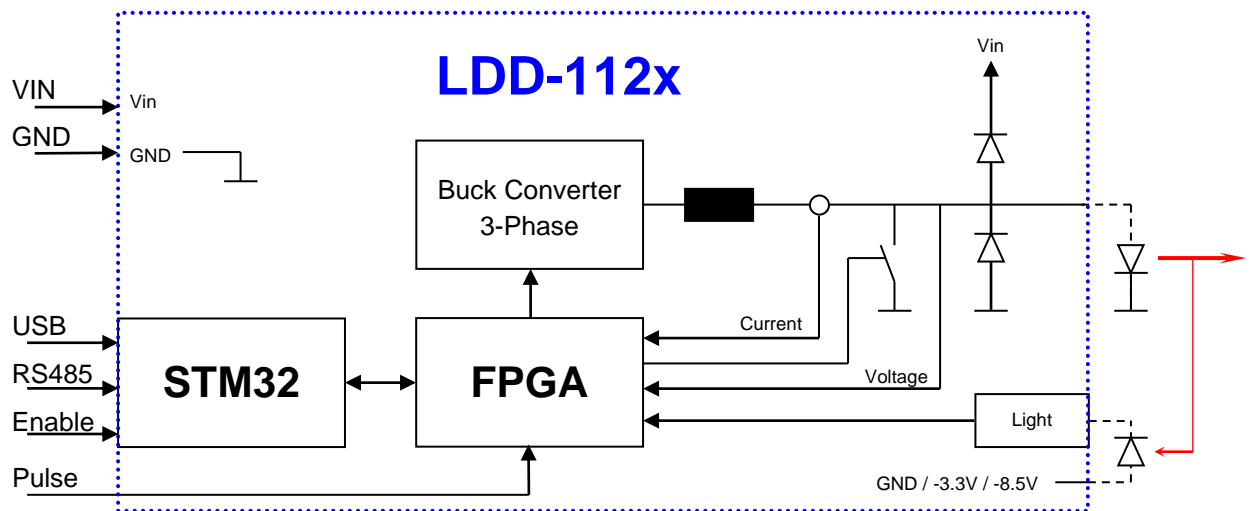 LDD-112x
Vin
VIN
Vin
GND
GND
Buck Converter
3-Phase
USB
RS485
Enable
Pulse
STM32
FPGA
Current
Voltage
Light
GND / -3.3V / -8.5V